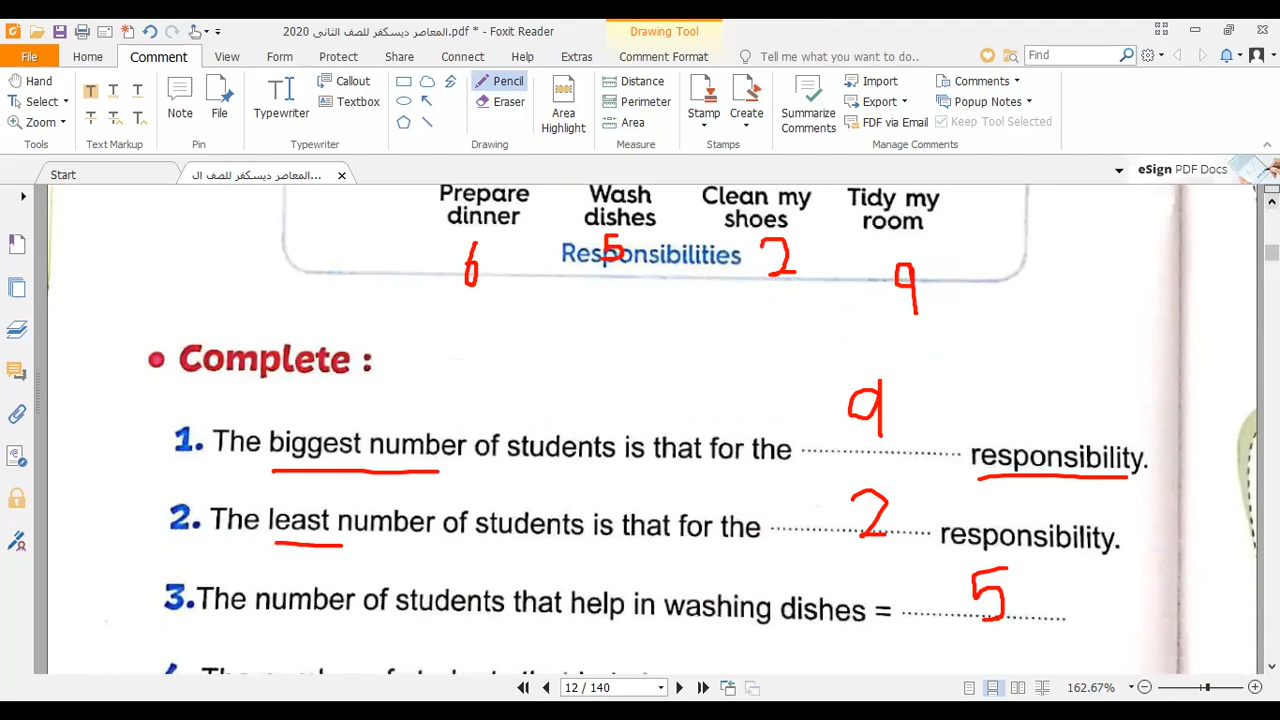 المعاصر ديسكفر للصف الثانى 2020.pdf * - Foxit Reader
Drawing Tool
File Home Comment View Form Protect Share Connect Help Extras Comment Format Tell me what you want to do.. Find
Hand
Select
Zoom
Tools
Text Markup
Note
File
Pin
Typewriter
Callout
Textbox
Typewriter
Pencil
Eraser
Drawing
Area Highlight
Distance
Perimeter
Area
Measure
Stamp
Create
Stamps
Summarize Comments
Import
Export
FDF via Email
Comments
Popup Notes
Keep Tool Selected
Manage Comments
Start المعاصر ديسكفر للصف ال... eSign PDF Docs
Prepare dinner
Wash dishes
Clean my shoes
Tidy my room
Responsibilities
6 5 2 9
• Complete :
9
1. The biggest number of students is that for the .................. responsibility.
2
2. The least number of students is that for the .................. responsibility.
5
3. The number of students that help in washing dishes = ..................
12 / 140 162.67%